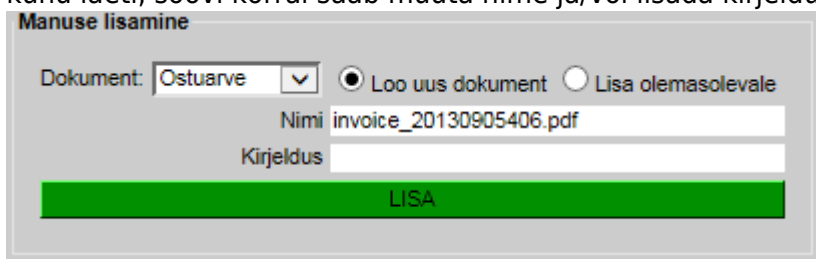 Manuse lisamine
Dokument: Ostuarve Loo uus dokument Lisa olemasolevale
Nimi invoice_20130905406.pdf
Kirjeldus
LISA